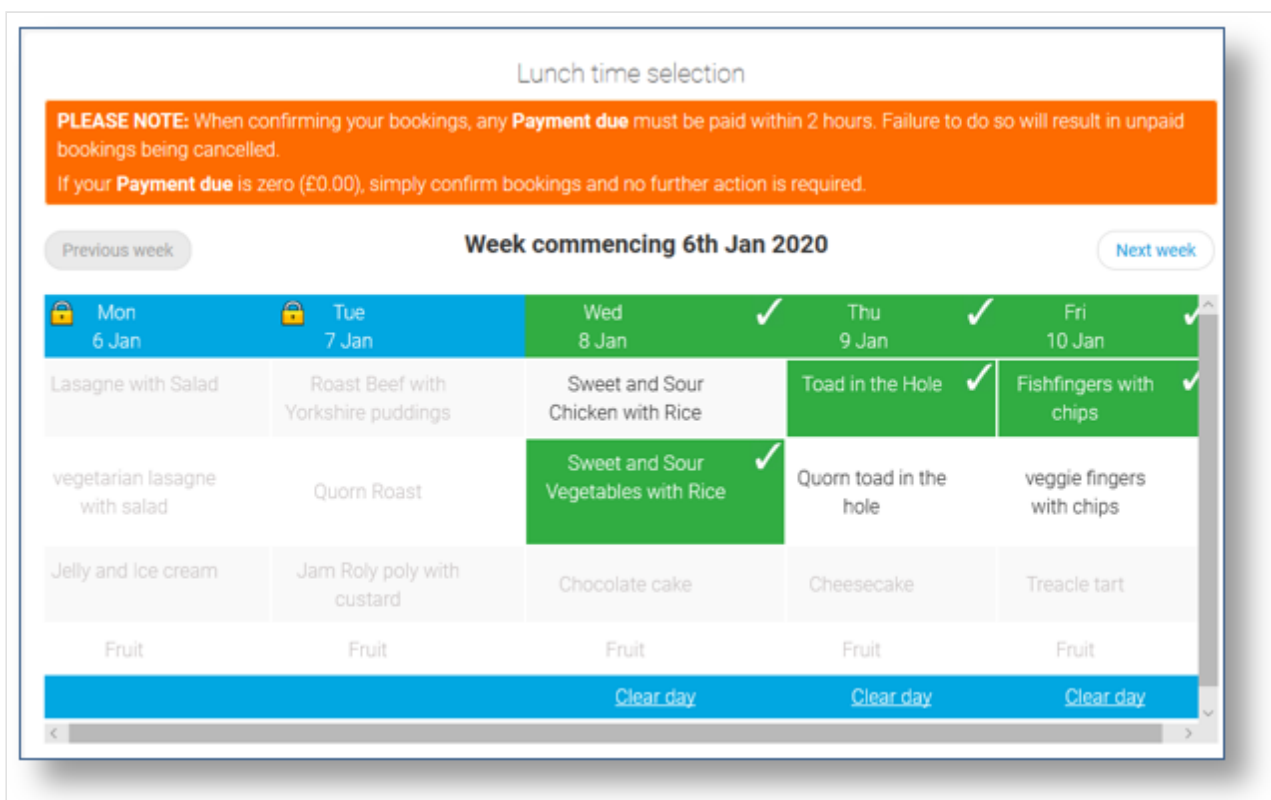 Lunch time selection
PLEASE NOTE: When confirming your bookings, any Payment due must be paid within 2 hours. Failure to do so will result in unpaid
bookings being cancelled.
If your Payment due is zero (£0.00), simply confirm bookings and no further action is required.
Previous week
Week commencing 6th Jan 2020
Next week
Mon
6 Jan
Tue
7 Jan
Wed
8 Jan
Thu
9 Jan
Fri
10 Jan
Lasagne with Salad
Roast Beef with
Yorkshire puddings
Sweet and Sour
Chicken with Rice
Toad in the Hole
Fishfingers with
chips
vegetarian lasagne
with salad
Quorn Roast
Sweet and Sour
Vegetables with Rice
Quorn toad in the
hole
veggie fingers
with chips
Jelly and Ice cream
Jam Roly poly with
custard
Chocolate cake
Cheesecake
Treacle tart
Fruit
Fruit
Fruit
Fruit
Fruit
Clear day
Clear day
Clear day